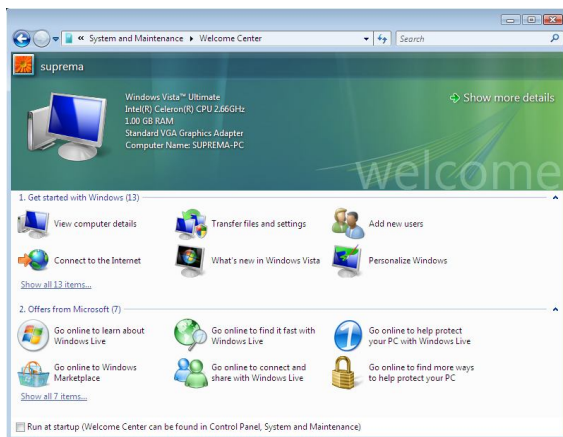 « System and Maintenance ▸ Welcome Center
Search
suprema
Windows Vista™ Ultimate
Intel(R) Celeron(R) CPU 2.66GHz
1.00 GB RAM
Standard VGA Graphics Adapter
Computer Name: SUPREMA-PC
Show more details
welcome
1. Get started with Windows (13)
View computer details
Transfer files and settings
Add new users
Connect to the Internet
What's new in Windows Vista
Personalize Windows
Show all 13 items...
2. Offers from Microsoft (7)
Go online to learn about
Windows Live
Go online to find it fast with
Windows Live
Go online to help protect
your PC with Windows Live
Go online to Windows
Marketplace
Go online to connect and
share with Windows Live
Go online to find more ways
to help protect your PC
Show all 7 items...
Run at startup (Welcome Center can be found in Control Panel, System and Maintenance)